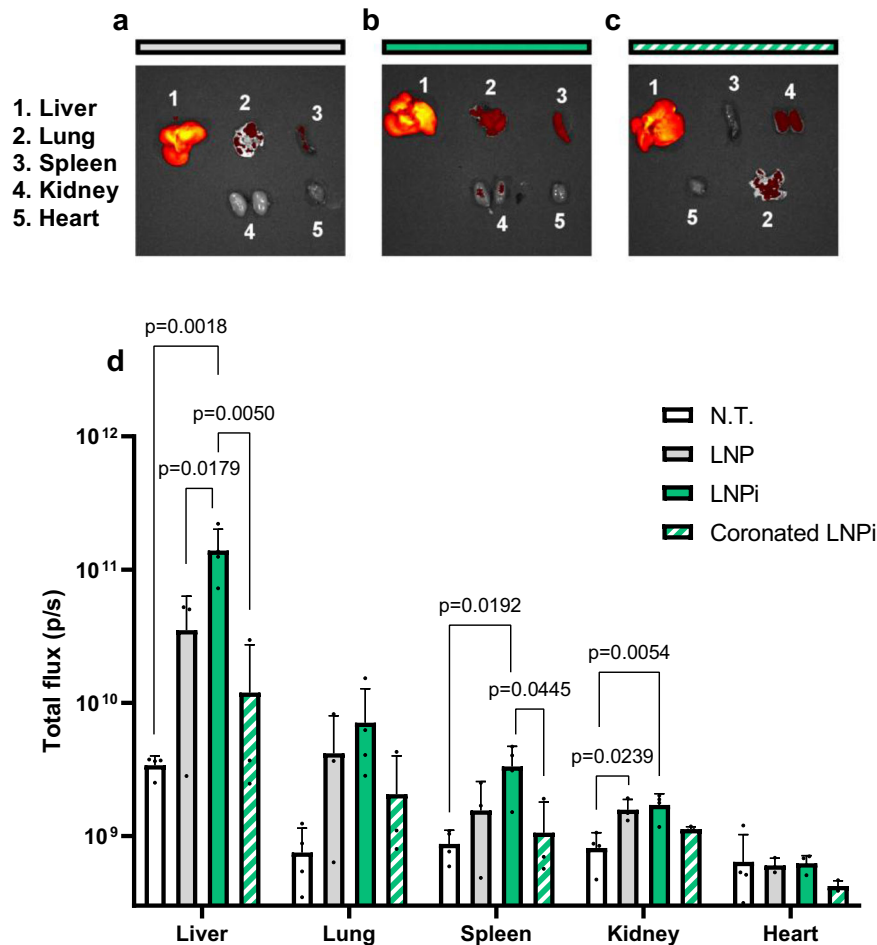 a
b
c
1. Liver
2. Lung
3. Spleen
4. Kidney
5. Heart
1
2
3
4
5
1
2
3
4
5
1
3
4
5
2
d
p=0.0018
p=0.0050
p=0.0179
p=0.0192
p=0.0445
p=0.0054
p=0.0239
N.T.
LNP
LNPi
Coronated LNPi
Total flux (p/s)
10¹²
10¹¹
10¹⁰
10⁹
Liver Lung Spleen Kidney Heart